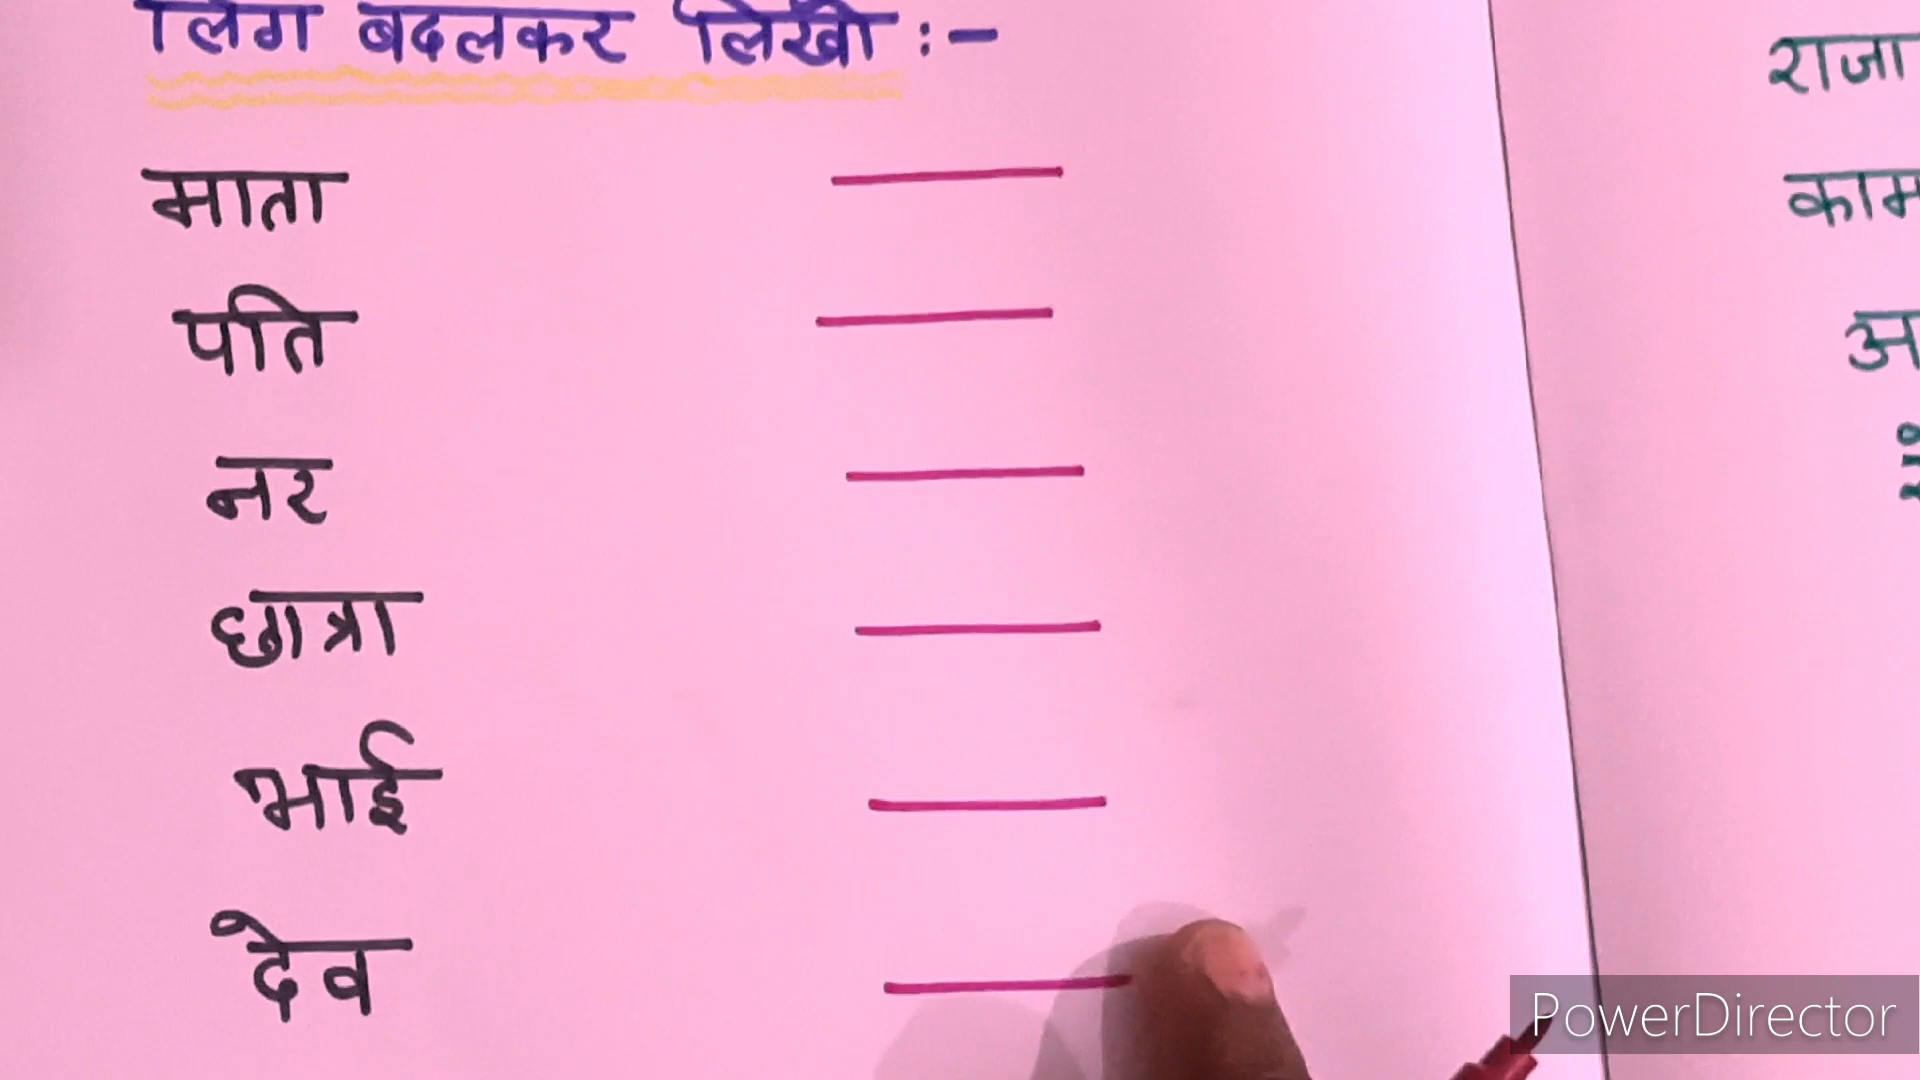 लिंग बदलकर लिखो :-
माता
पति
नर
छात्रा
भाई
देव
राजा
काम
अ
PowerDirector